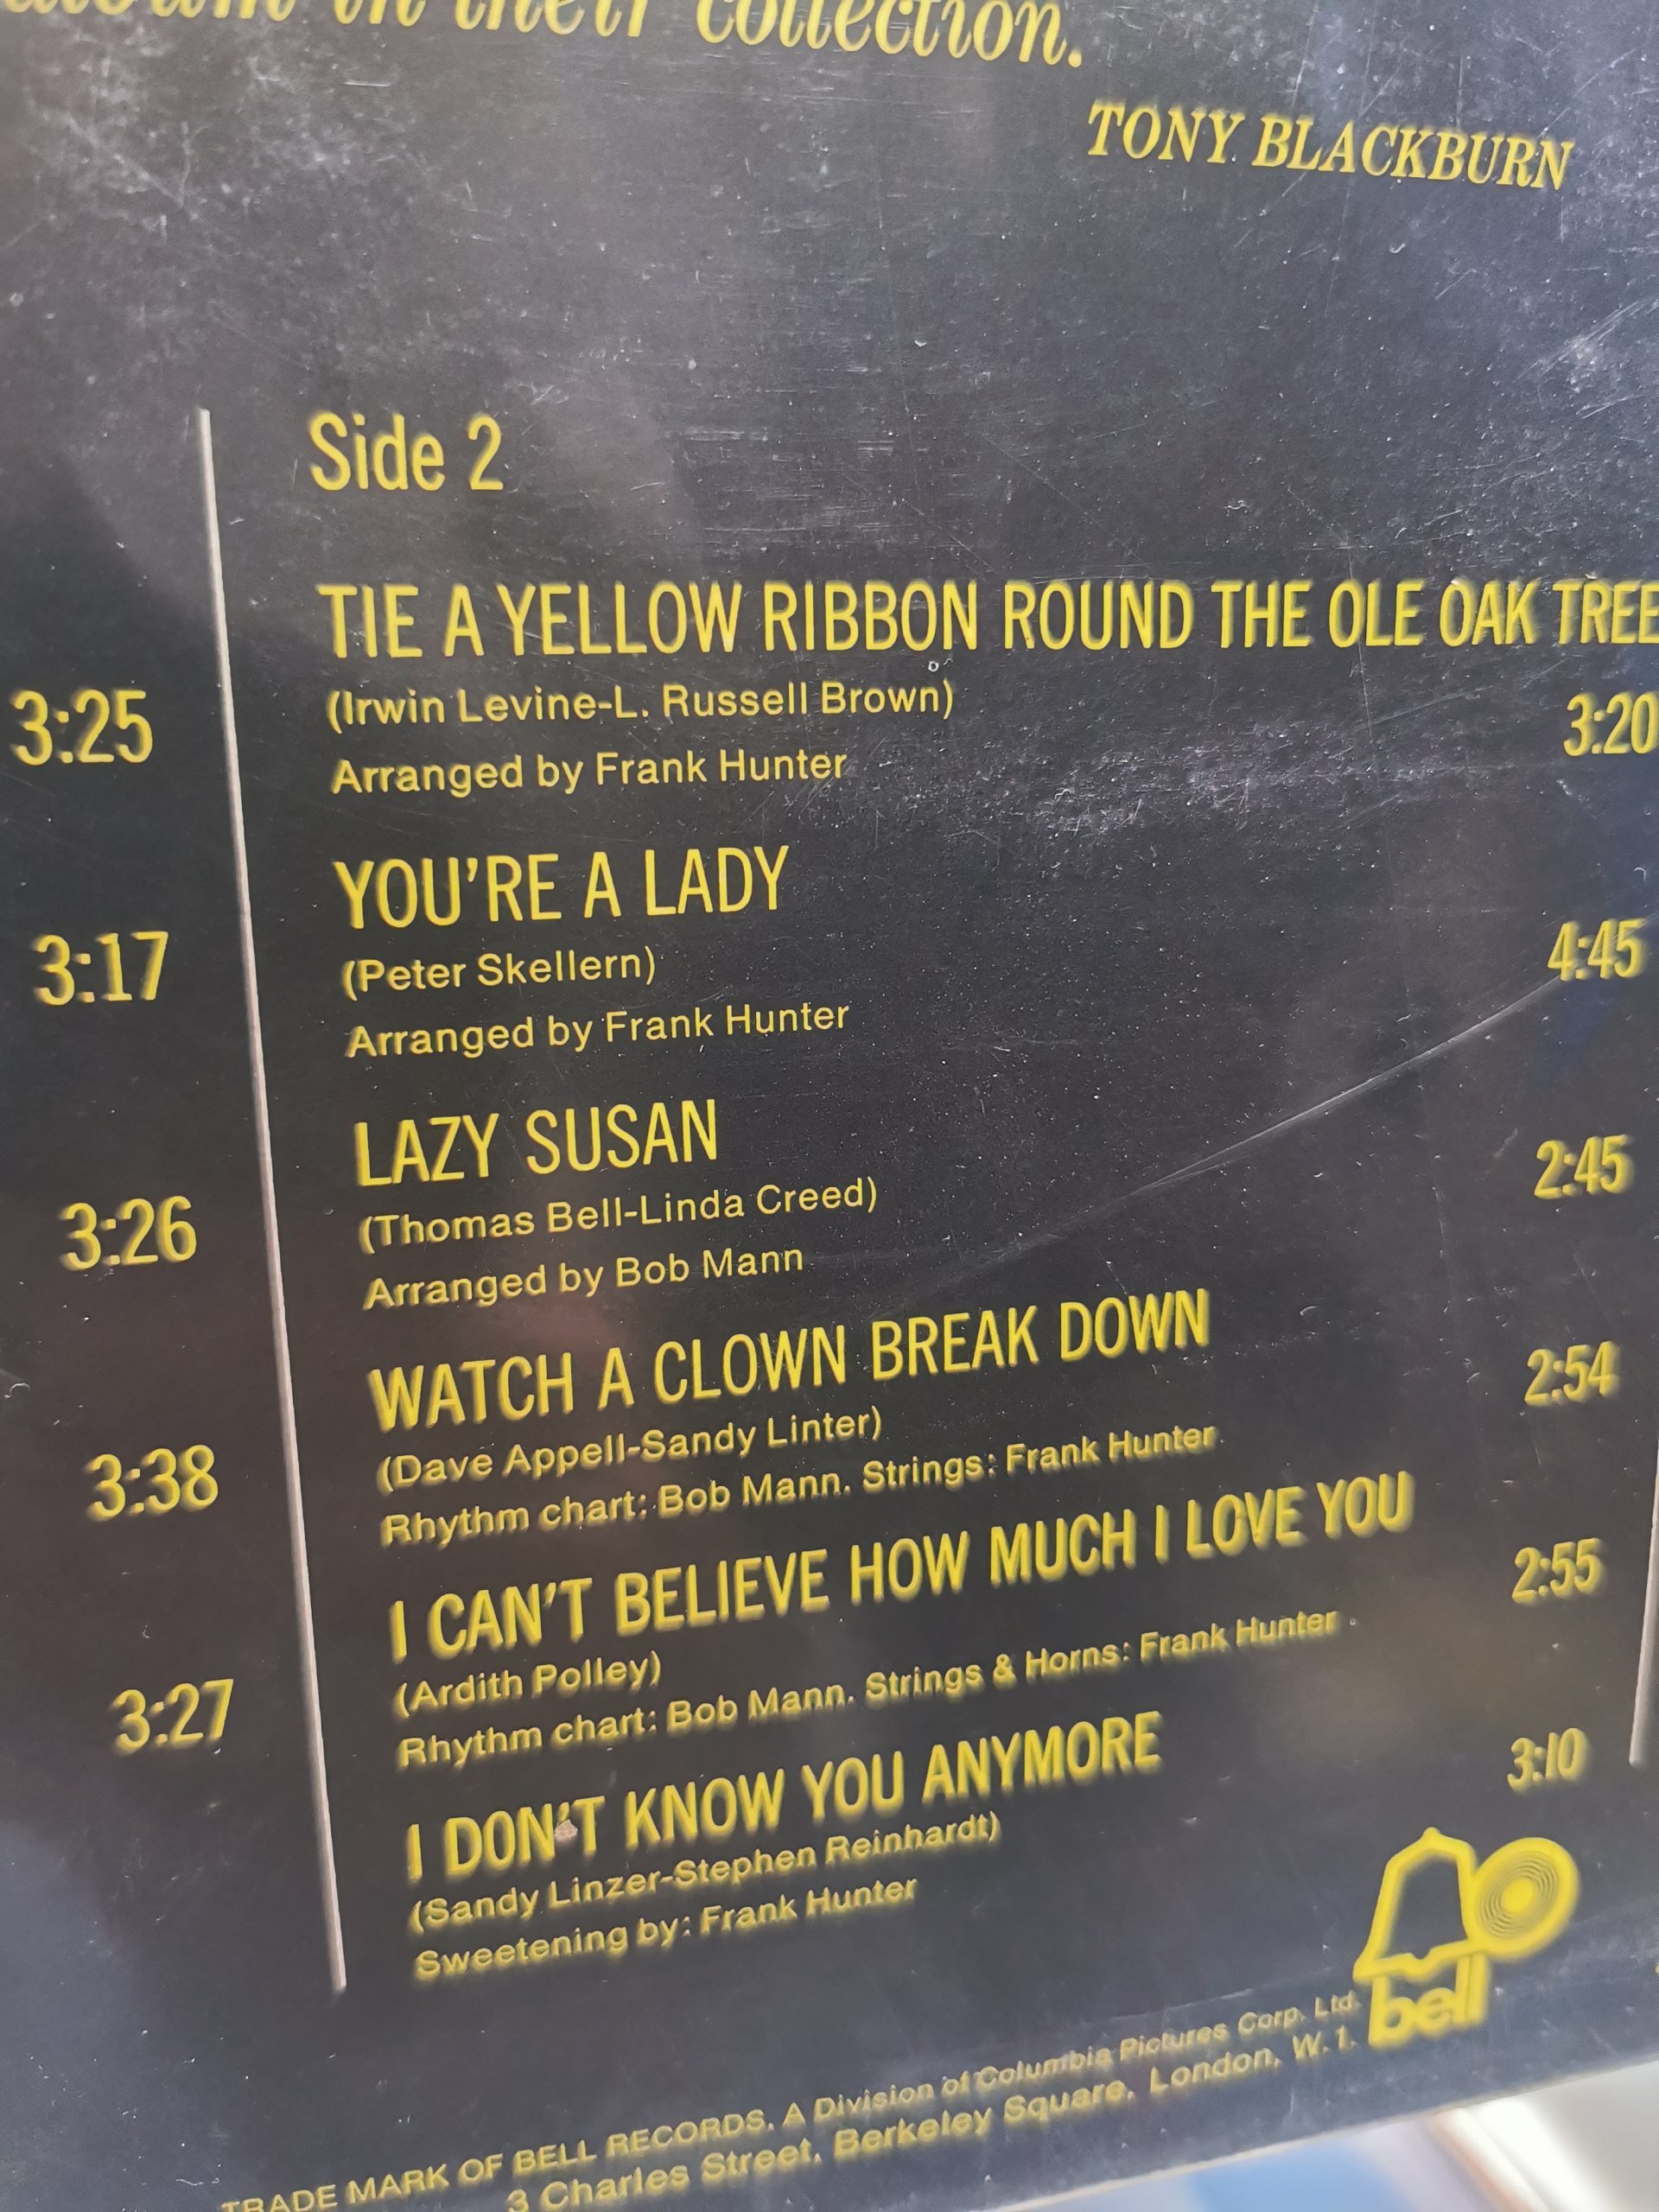 in their collection.
TONY BLACKBURN
Side 2
TIE A YELLOW RIBBON ROUND THE OLE OAK TREE
3:25
(Irwin Levine-L. Russell Brown)
3:20
Arranged by Frank Hunter
YOU'RE A LADY
3:17
(Peter Skellern)
4:45
Arranged by Frank Hunter
LAZY SUSAN
3:26
(Thomas Bell-Linda Creed)
2:45
Arranged by Bob Mann
WATCH A CLOWN BREAK DOWN
3:38
(Dave Appell-Sandy Linter)
2:54
Rhythm chart: Bob Mann. Strings: Frank Hunter
I CAN'T BELIEVE HOW MUCH I LOVE YOU
3:27
(Ardith Polley)
2:55
Rhythm chart: Bob Mann. Strings & Horns: Frank Hunter
I DON'T KNOW YOU ANYMORE
(Sandy Linzer-Stephen Reinhardt)
3:10
Sweetening by: Frank Hunter
bell
TRADE MARK OF BELL RECORDS. A Division of Columbia Pictures Corp. Ltd.
3 Charles Street, Berkeley Square, London, W. 1.